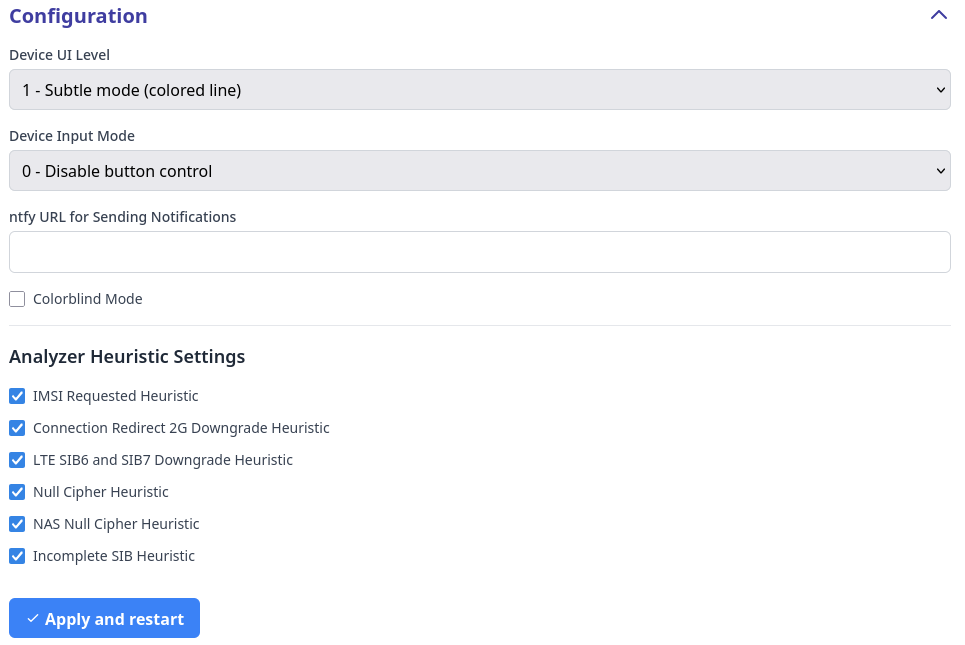 Configuration
Device UI Level
1 - Subtle mode (colored line)
Device Input Mode
0 - Disable button control
ntfy URL for Sending Notifications
Colorblind Mode
Analyzer Heuristic Settings
IMSI Requested Heuristic
Connection Redirect 2G Downgrade Heuristic
LTE SIB6 and SIB7 Downgrade Heuristic
Null Cipher Heuristic
NAS Null Cipher Heuristic
Incomplete SIB Heuristic
Apply and restart